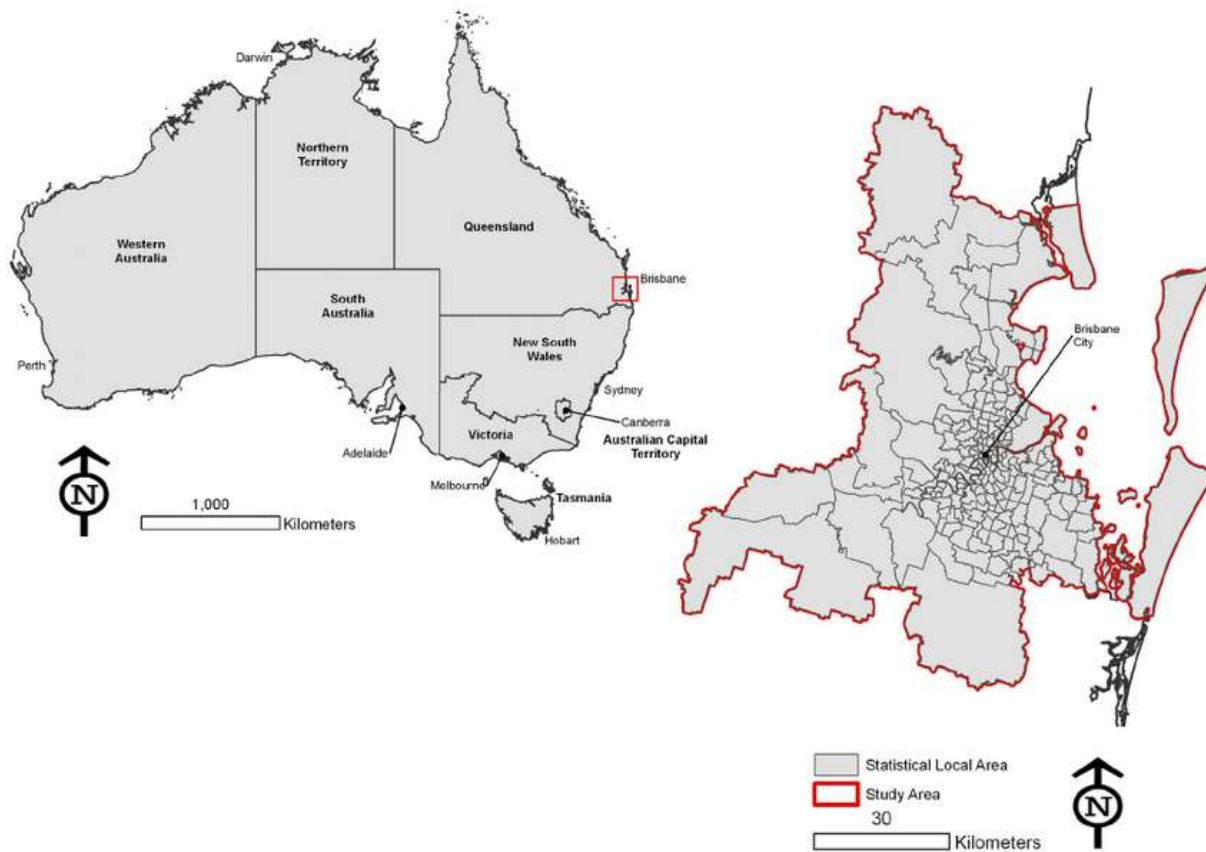 Darwin
Northern
Territory
Queensland
Western
Australia
Brisbane
South
Australia
New South
Wales
Perth
Sydney
Canberra
Australian Capital
Territory
Victoria
Adelaide
Melbourne
Tasmania
Hobart
N
1,000
Kilometers
Brisbane
City
Statistical Local Area
Study Area
30
Kilometers
N